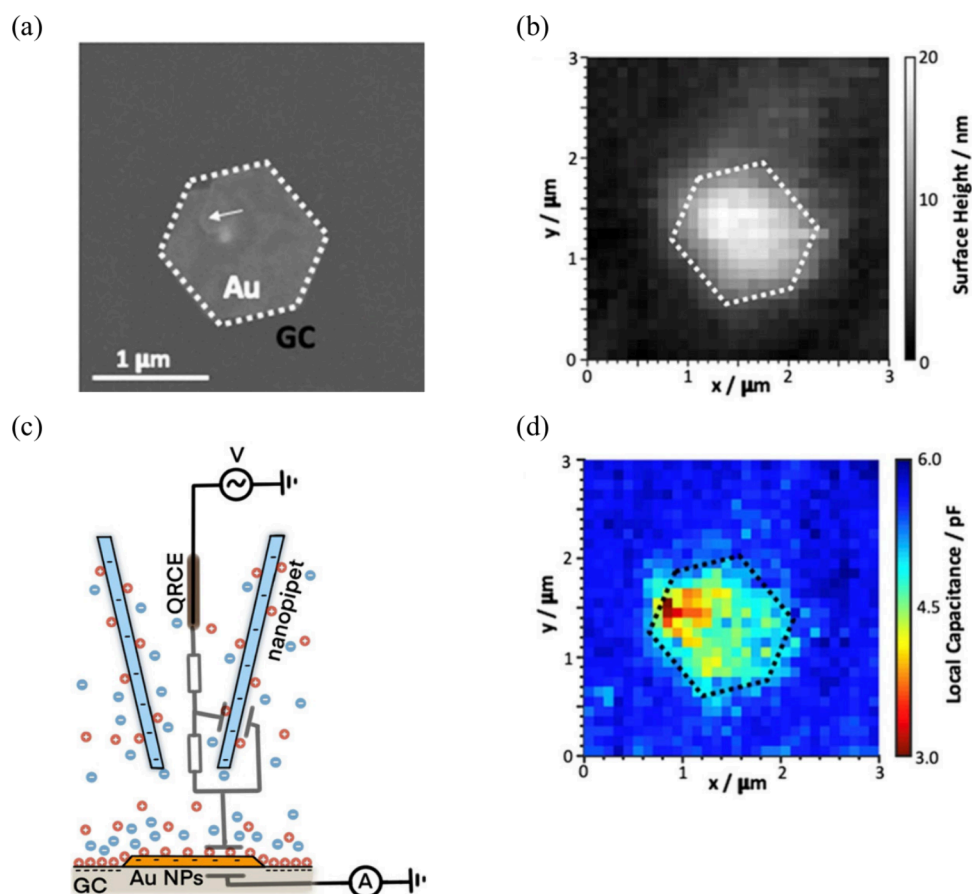 (a)
Au
GC
1 μm
(b)
3
2
1
0
y / μm
0
1
2
3
x / μm
20
10
0
Surface Height / nm
(c)
V
QRCE
nanopipet
GC
Au NPs
A
(d)
3
2
1
0
y / μm
0
1
2
3
x / μm
6.0
4.5
3.0
Local Capacitance / pF